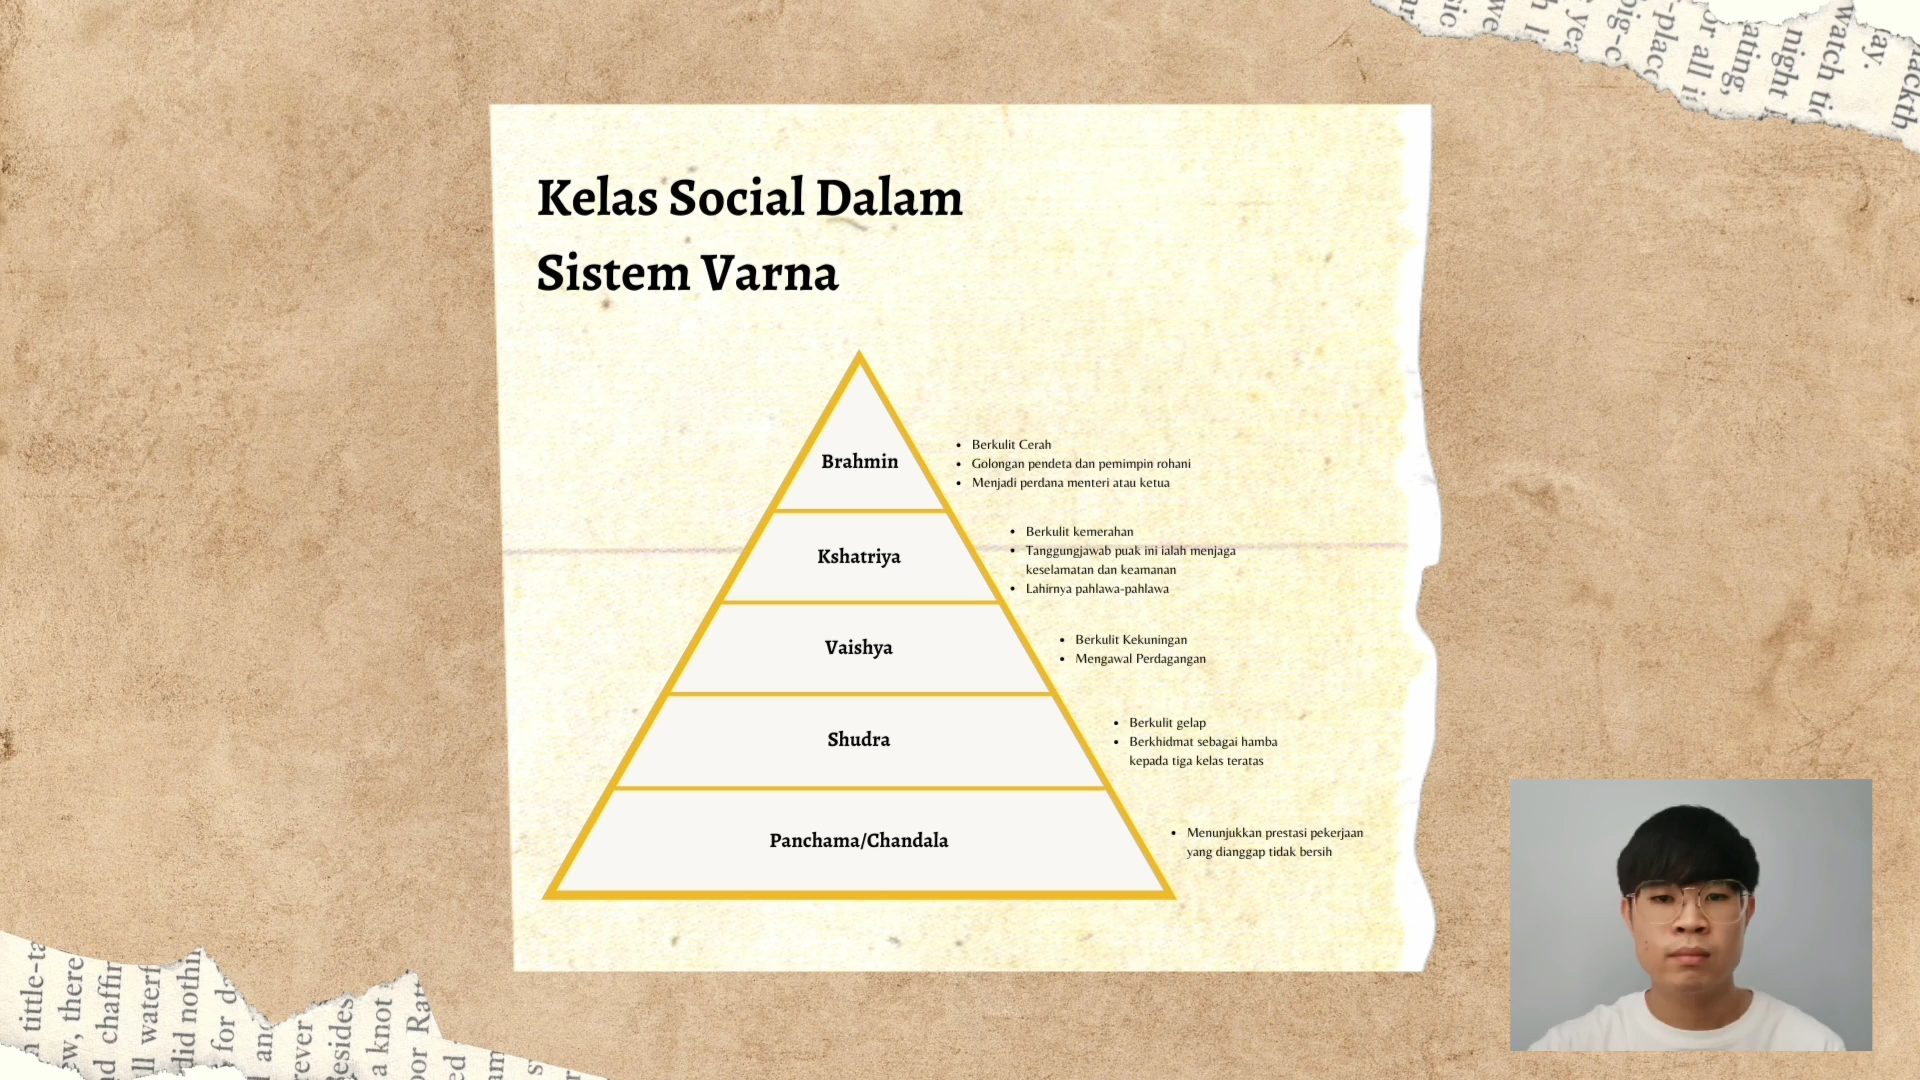 Kelas Social Dalam
Sistem Varna
Brahmin
• Berkulit Cerah
• Golongan pendeta dan pemimpin rohani
• Menjadi perdana menteri atau ketua
Kshatriya
• Berkulit kemerahan
• Tanggungjawab puak ini ialah menjaga
keselamatan dan keamanan
• Lahirnya pahlawa-pahlawa
Vaishya
• Berkulit Kekuningan
• Mengawal Perdagangan
Shudra
• Berkulit gelap
• Berkhidmat sebagai hamba
kepada tiga kelas teratas
Panchama/Chandala
• Menunjukkan prestasi pekerjaan
yang dianggap tidak bersih